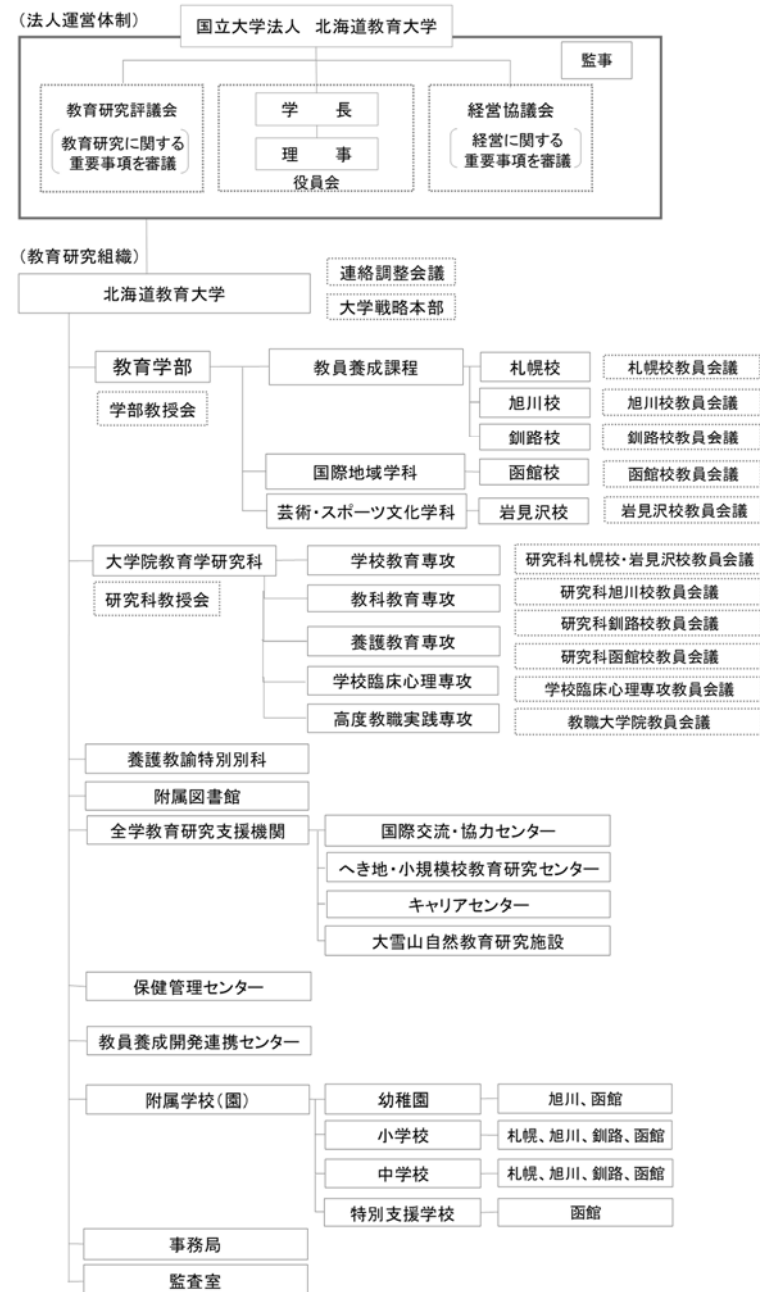 (法人運営体制)
国立大学法人 北海道教育大学
監事
教育研究評議会
教育研究に関する
重要事項を審議
学 長
理 事
役員会
経営協議会
経営に関する
重要事項を審議
(教育研究組織)
北海道教育大学
連絡調整会議
大学戦略本部
教育学部
学部教授会
教員養成課程
札幌校
札幌校教員会議
旭川校
旭川校教員会議
釧路校
釧路校教員会議
国際地域学科
函館校
函館校教員会議
芸術・スポーツ文化学科
岩見沢校
岩見沢校教員会議
大学院教育学研究科
研究科教授会
学校教育専攻
研究科札幌校・岩見沢校教員会議
教科教育専攻
研究科旭川校教員会議
研究科釧路校教員会議
養護教育専攻
研究科函館校教員会議
学校臨床心理専攻
学校臨床心理専攻教員会議
高度教職実践専攻
教職大学院教員会議
養護教諭特別別科
附属図書館
全学教育研究支援機関
国際交流・協力センター
へき地・小規模校教育研究センター
キャリアセンター
大雪山自然教育研究施設
保健管理センター
教員養成開発連携センター
附属学校(園)
幼稚園
旭川、函館
小学校
札幌、旭川、釧路、函館
中学校
札幌、旭川、釧路、函館
特別支援学校
函館
事務局
監査室